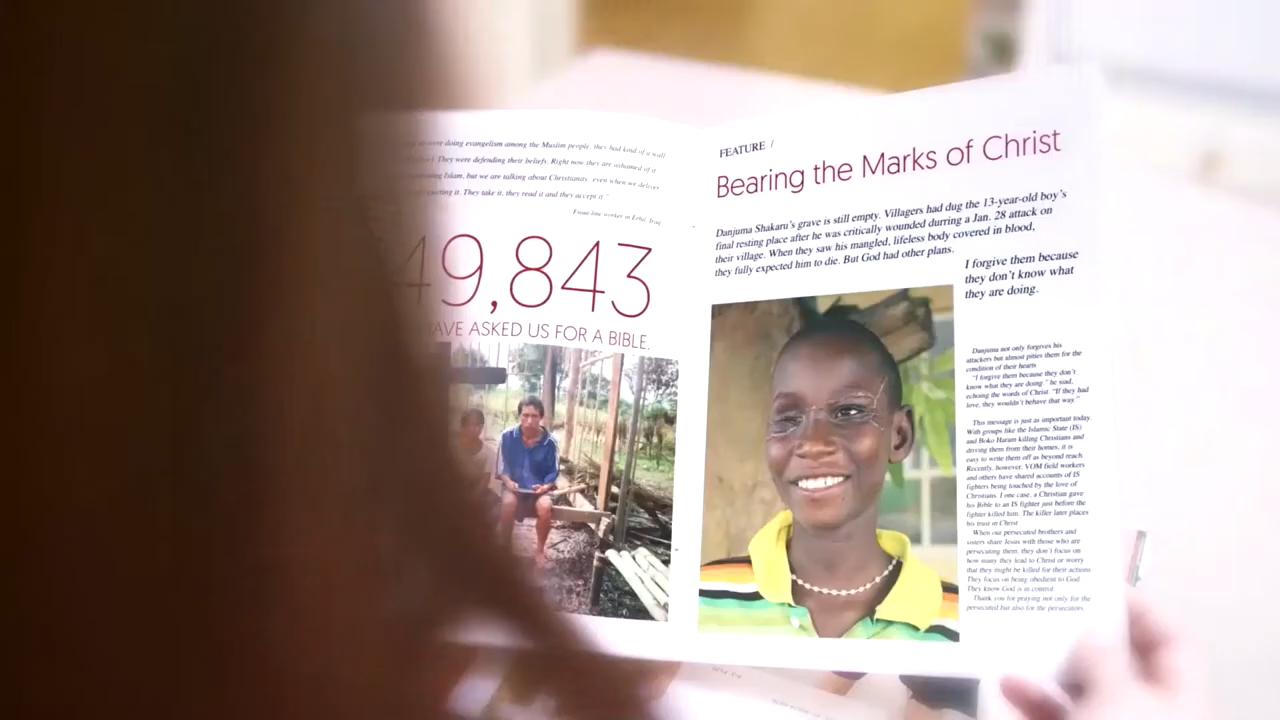 were doing evangelism among the Muslim people, they had kind of a wall
They were defending their beliefs. Right now they are ashamed of it
Islam, but we are talking about Christianity, even when we deliver
it. They take it, they read it and they accept it."
Front-line worker in Erbil, Iraq
49,843
HAVE ASKED US FOR A BIBLE.
FEATURE /
Bearing the Marks of Christ
Danjuma Shakaru's grave is still empty. Villagers had dug the 13-year-old boy's
final resting place after he was critically wounded durring a Jan. 28 attack on
their village. When they saw his mangled, lifeless body covered in blood,
they fully expected him to die. But God had other plans.
I forgive them because
they don't know what
they are doing.
Danjuma not only forgives his
attackers but almost pities them for the
condition of their hearts
"I forgive them because they don't
know what they are doing," he said,
echoing the words of Christ. "If they had
love, they wouldn't behave that way."
This message is just as important today.
With groups like the Islamic State (IS)
and Boko Haram killing Christians and
driving them from their homes, it is
easy to write them off as beyond reach
Recently, however, VOM field workers
and others have shared accounts of IS
fighters being touched by the love of
Christians. I one case, a Christian gave
his Bible to an IS fighter just before the
fighter killed him. The killer later places
his trust in Christ
When our persecuted brothers and
sisters share Jesus with those who are
persecuting them, they don't focus on
how many they lead to Christ or worry
that they might be killed for their actions
They focus on being obedient to God
They know God is in control
Thank you for praying not only for the
persecuted but also for the persecutors.